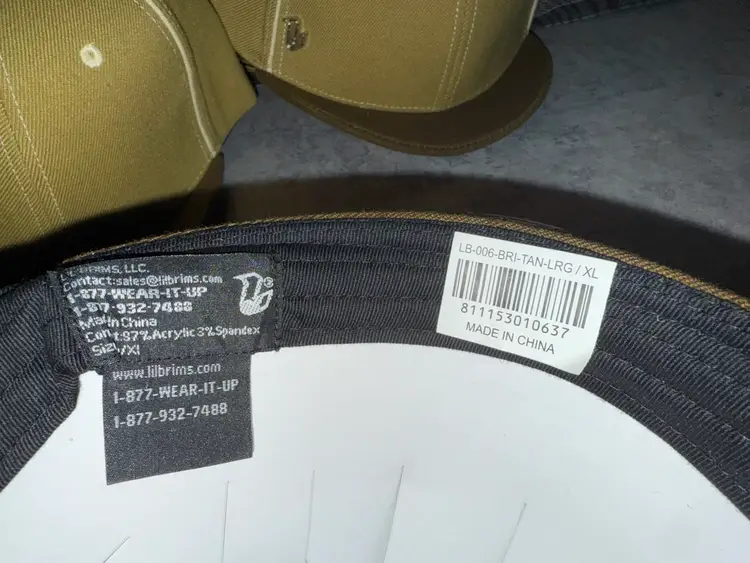 BRIMS, LLC.
Contact:sales@lilbrims.com
1-877-WEAR-IT-UP
1-877-932-7488
Made in China
97% Acrylic 3% Spandex
/Xl
www.lilbrims.com
1-877-WEAR-IT-UP
1-877-932-7488
LB-006-BRI-TAN-LRG / XL
811153010637
MADE IN CHINA